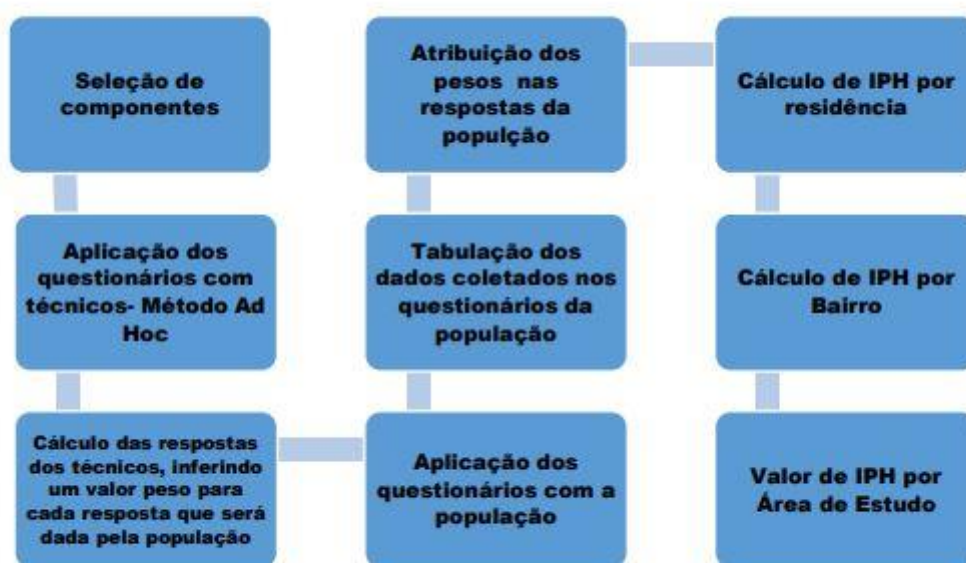 Seleção de
componentes
Aplicação dos
questionários com
técnicos- Método Ad
Hoc
Cálculo das respostas
dos técnicos, inferindo
um valor peso para
cada resposta que será
dada pela população
Aplicação dos
questionários com a
população
Tabulação dos
dados coletados nos
questionários da
população
Atribuição dos
pesos nas
respostas da
populção
Cálculo de IPH por
residência
Cálculo de IPH por
Bairro
Valor de IPH por
Área de Estudo